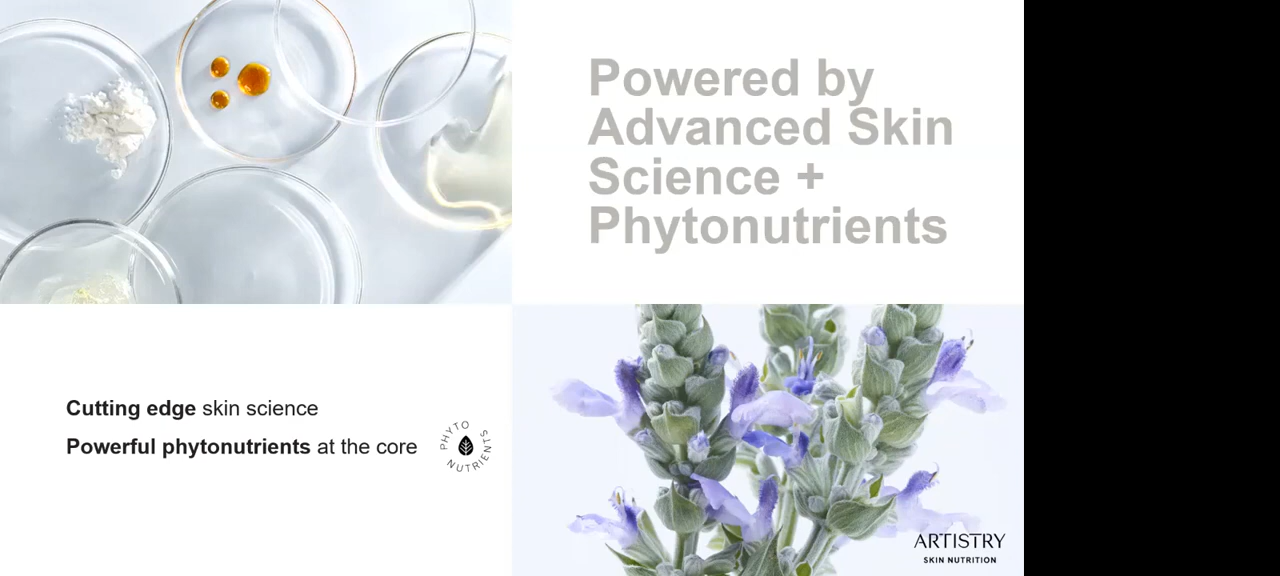 Powered by
Advanced Skin
Science +
Phytonutrients
Cutting edge skin science
Powerful phytonutrients at the core
PHYTO
NUTRIENTS
ARTISTRY
SKIN NUTRITION